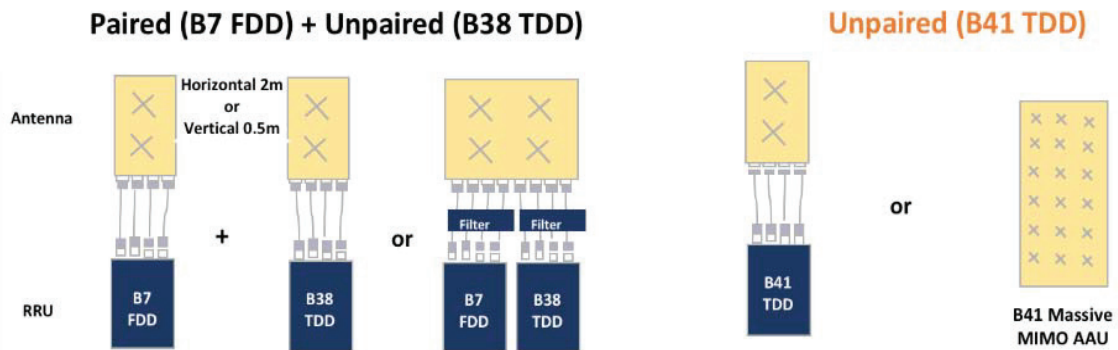 Paired (B7 FDD) + Unpaired (B38 TDD)
Unpaired (B41 TDD)
Antenna
Horizontal 2m
or
Vertical 0.5m
+
or
Filter
Filter
or
RRU
B7
FDD
B38
TDD
B7
FDD
B38
TDD
B41
TDD
B41 Massive
MIMO AAU